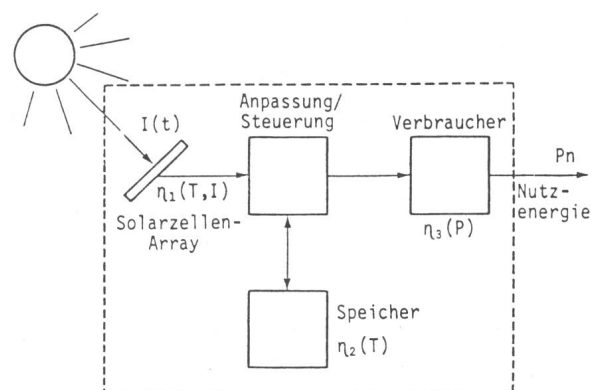 Anpassung/
Steuerung
I(t)
Verbraucher
Pn
η₁(T,I)
Nutz-
energie
Solarzellen-
Array
η₃(P)
Speicher
η₂(T)